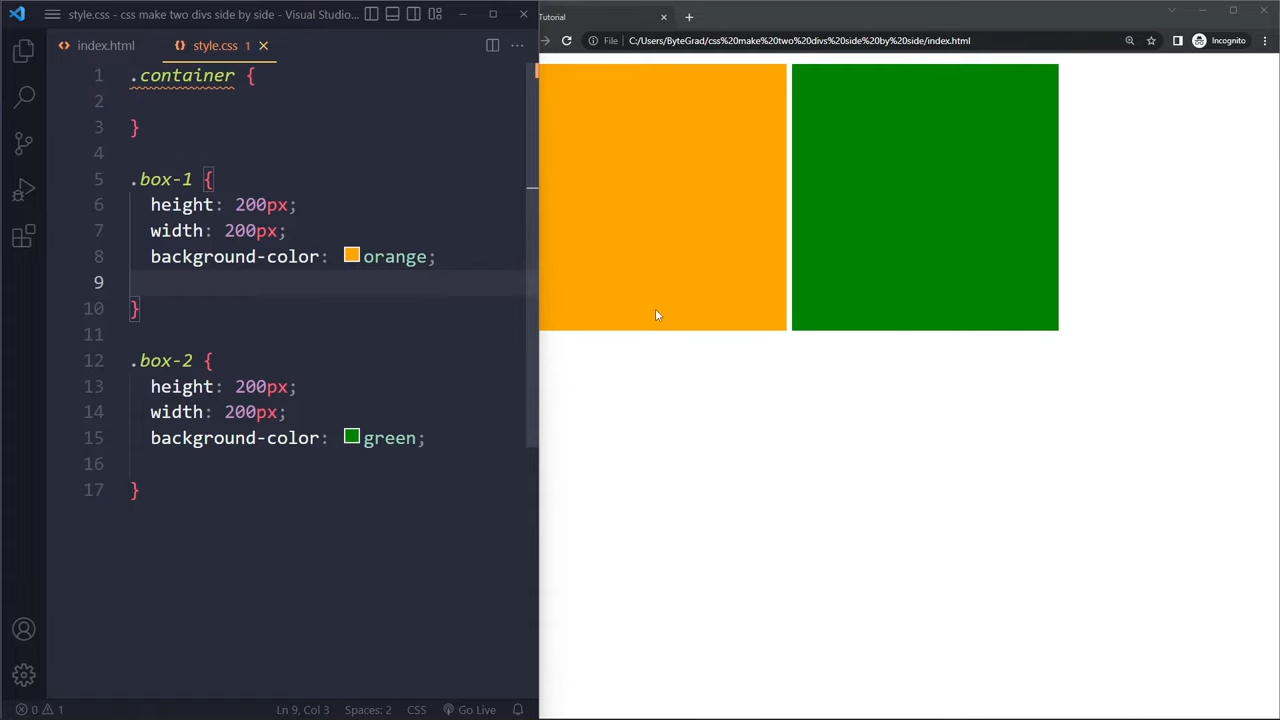 style.css - css make two divs side by side - Visual Studio...
index.html
style.css 1
1 .container {
2
3 }
4
5 .box-1 {
6 height: 200px;
7 width: 200px;
8 background-color: orange;
9
10 }
11
12 .box-2 {
13 height: 200px;
14 width: 200px;
15 background-color: green;
16
17 }
0 1 Ln 9, Col 3 Spaces: 2 CSS Go Live
Tutorial
File C:/Users/ByteGrad/css%20make%20two%20divs%20side%20by%20side/index.html Incognito